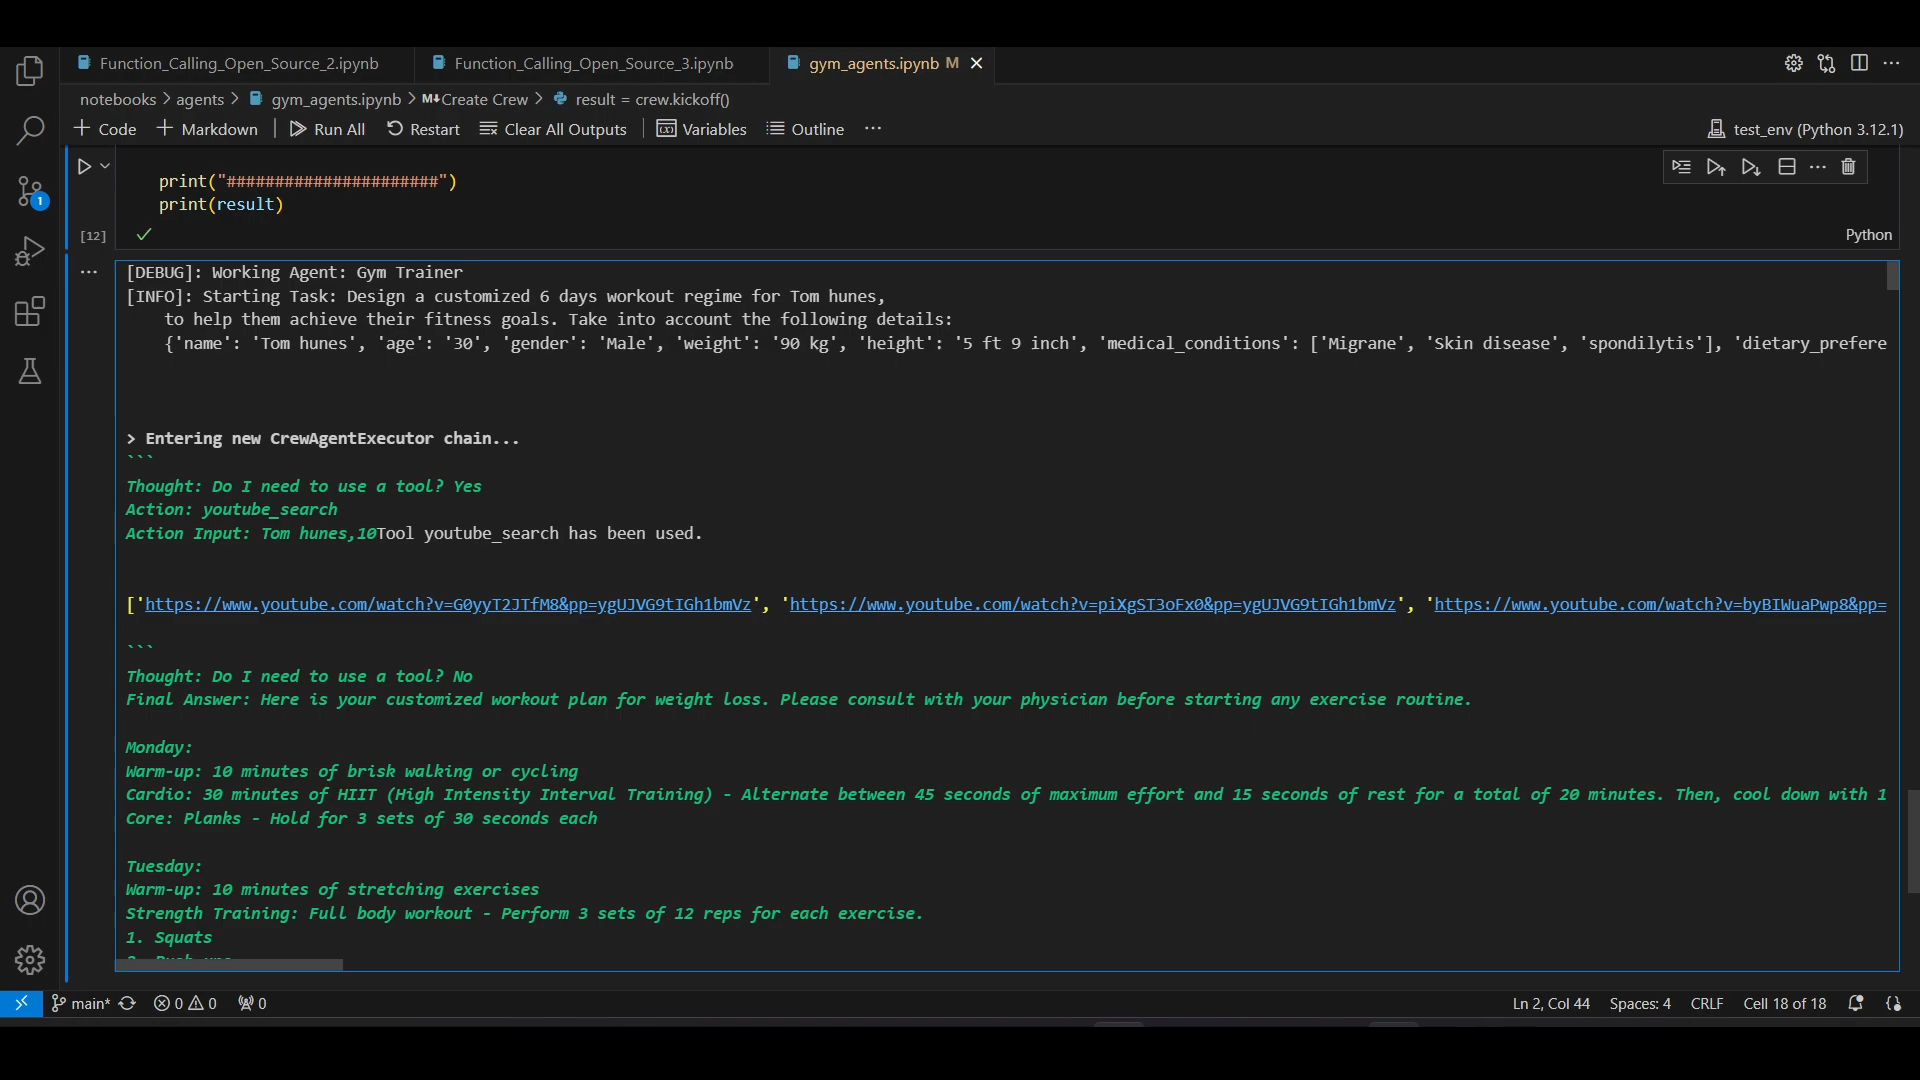 Function_Calling_Open_Source_2.ipynb
Function_Calling_Open_Source_3.ipynb
gym_agents.ipynb M
notebooks > agents > gym_agents.ipynb > M↓Create Crew > result = crew.kickoff()
+ Code + Markdown Run All Restart Clear All Outputs Variables Outline ...
test_env (Python 3.12.1)
print("######################")
print(result)
[12]
Python
1
[DEBUG]: Working Agent: Gym Trainer
[INFO]: Starting Task: Design a customized 6 days workout regime for Tom hunes,
to help them achieve their fitness goals. Take into account the following details:
{'name': 'Tom hunes', 'age': '30', 'gender': 'Male', 'weight': '90 kg', 'height': '5 ft 9 inch', 'medical_conditions': ['Migrane', 'Skin disease', 'spondilytis'], 'dietary_prefere
> Entering new CrewAgentExecutor chain...
```
Thought: Do I need to use a tool? Yes
Action: youtube_search
Action Input: Tom hunes,10Tool youtube_search has been used.
['https://www.youtube.com/watch?v=G0yyT2JTfM8&pp=ygUJVG9tIGh1bmVz', 'https://www.youtube.com/watch?v=piXgST3oFx0&pp=ygUJVG9tIGh1bmVz', 'https://www.youtube.com/watch?v=byBIWuaPwp8&pp=
```
Thought: Do I need to use a tool? No
Final Answer: Here is your customized workout plan for weight loss. Please consult with your physician before starting any exercise routine.
Monday:
Warm-up: 10 minutes of brisk walking or cycling
Cardio: 30 minutes of HIIT (High Intensity Interval Training) - Alternate between 45 seconds of maximum effort and 15 seconds of rest for a total of 20 minutes. Then, cool down with 1
Core: Planks - Hold for 3 sets of 30 seconds each
Tuesday:
Warm-up: 10 minutes of stretching exercises
Strength Training: Full body workout - Perform 3 sets of 12 reps for each exercise.
1. Squats
main* 0 0 0
Ln 2, Col 44 Spaces: 4 CRLF Cell 18 of 18